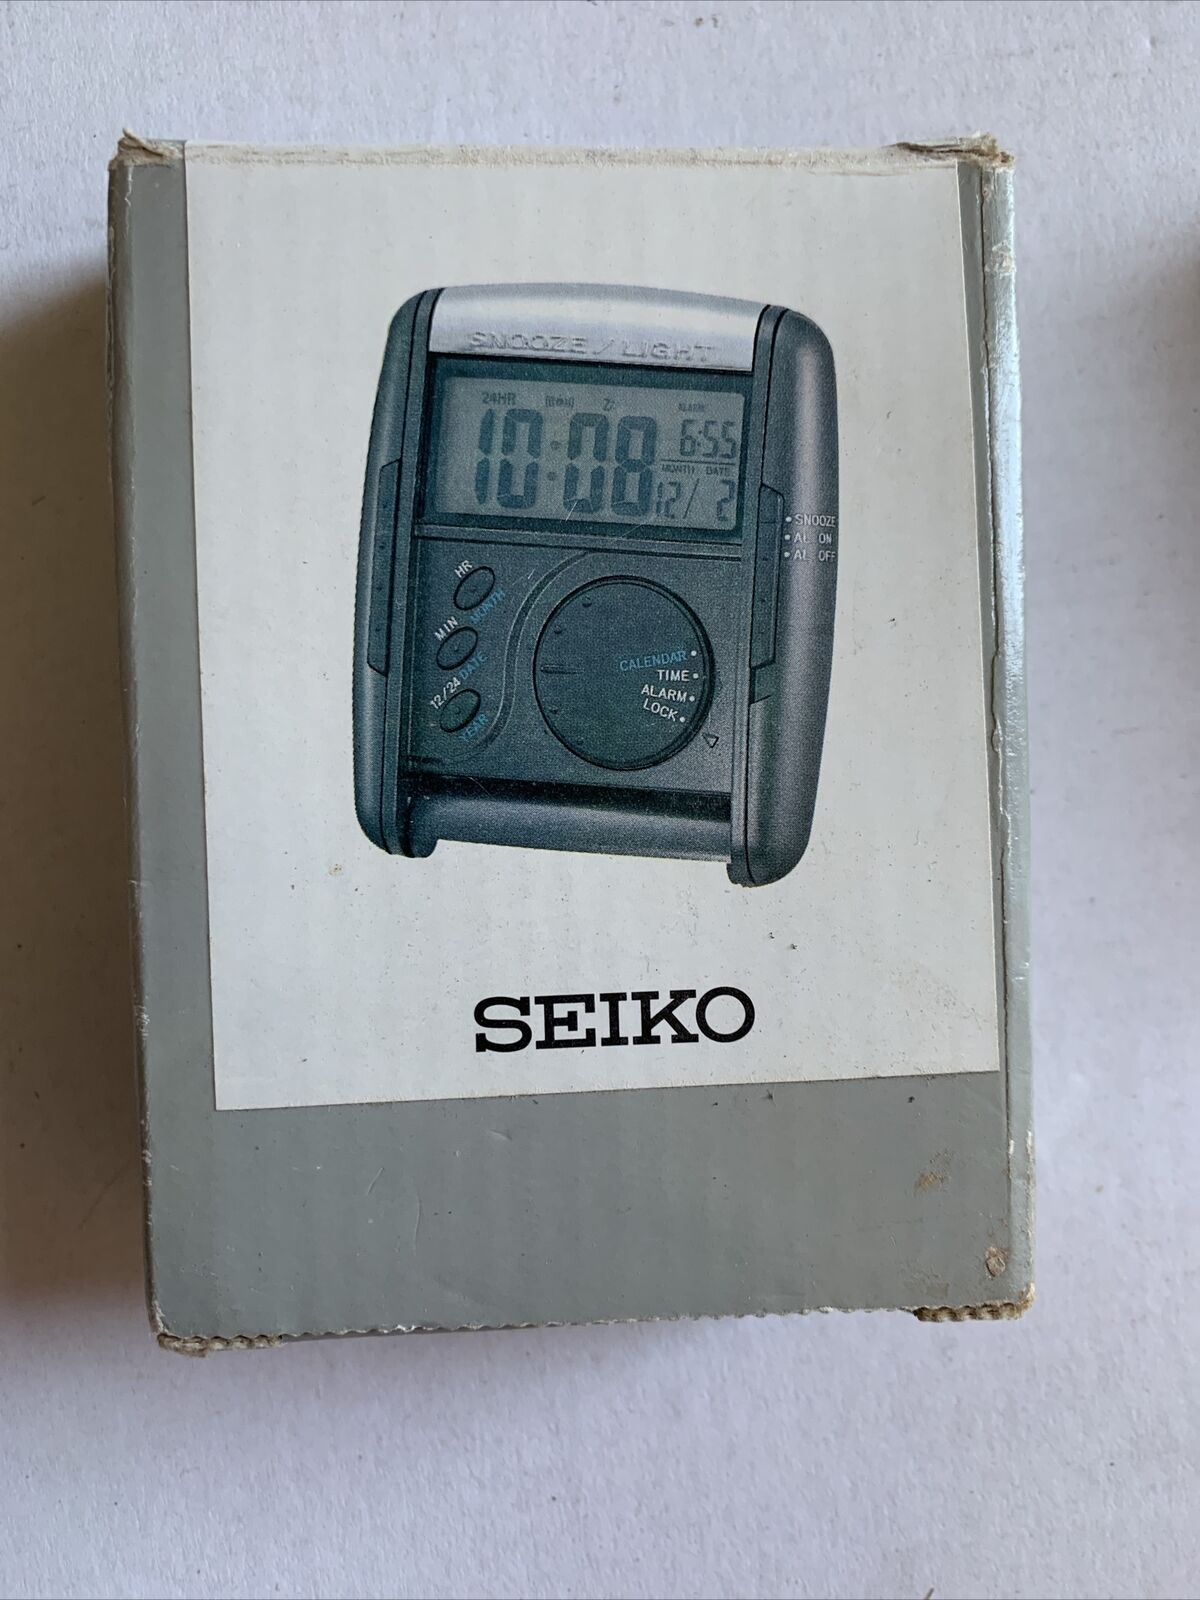 SNOOZE / LIGHT
24HR
ALARM
10:08
6:55
MONTH DATE
12/ 2
SNOOZE
AL ON
AL OFF
HR
MONTH
MIN
DATE
12/24
YEAR
CALENDAR
TIME
ALARM
LOCK
SEIKO